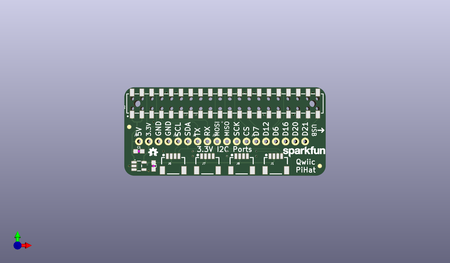 5V 3.3V GND GND SCL SDA TX RX MOSI MISO SCK CS D7 D12 D6 D16 D20 D21 USB
3.3V I2C Ports
sparkfun
Qwiic
PiHat